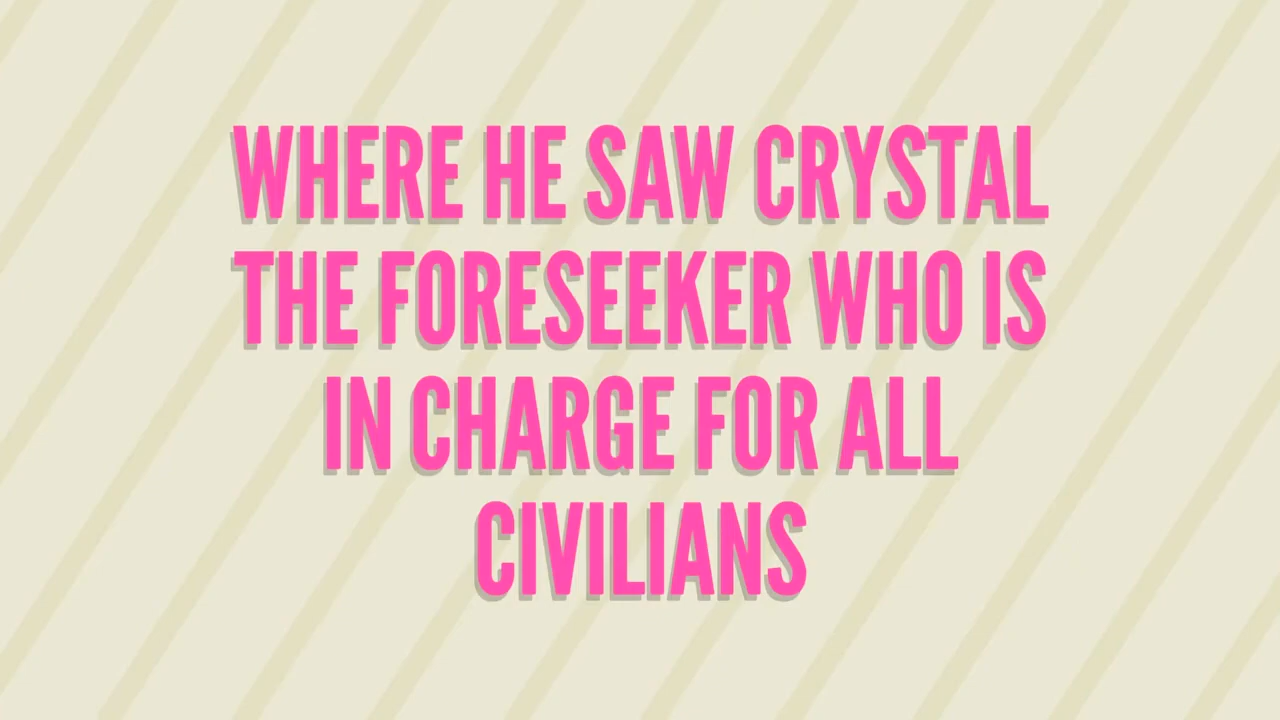 WHERE HE SAW CRYSTAL
THE FORESEEKER WHO IS
IN CHARGE FOR ALL
CIVILIANS